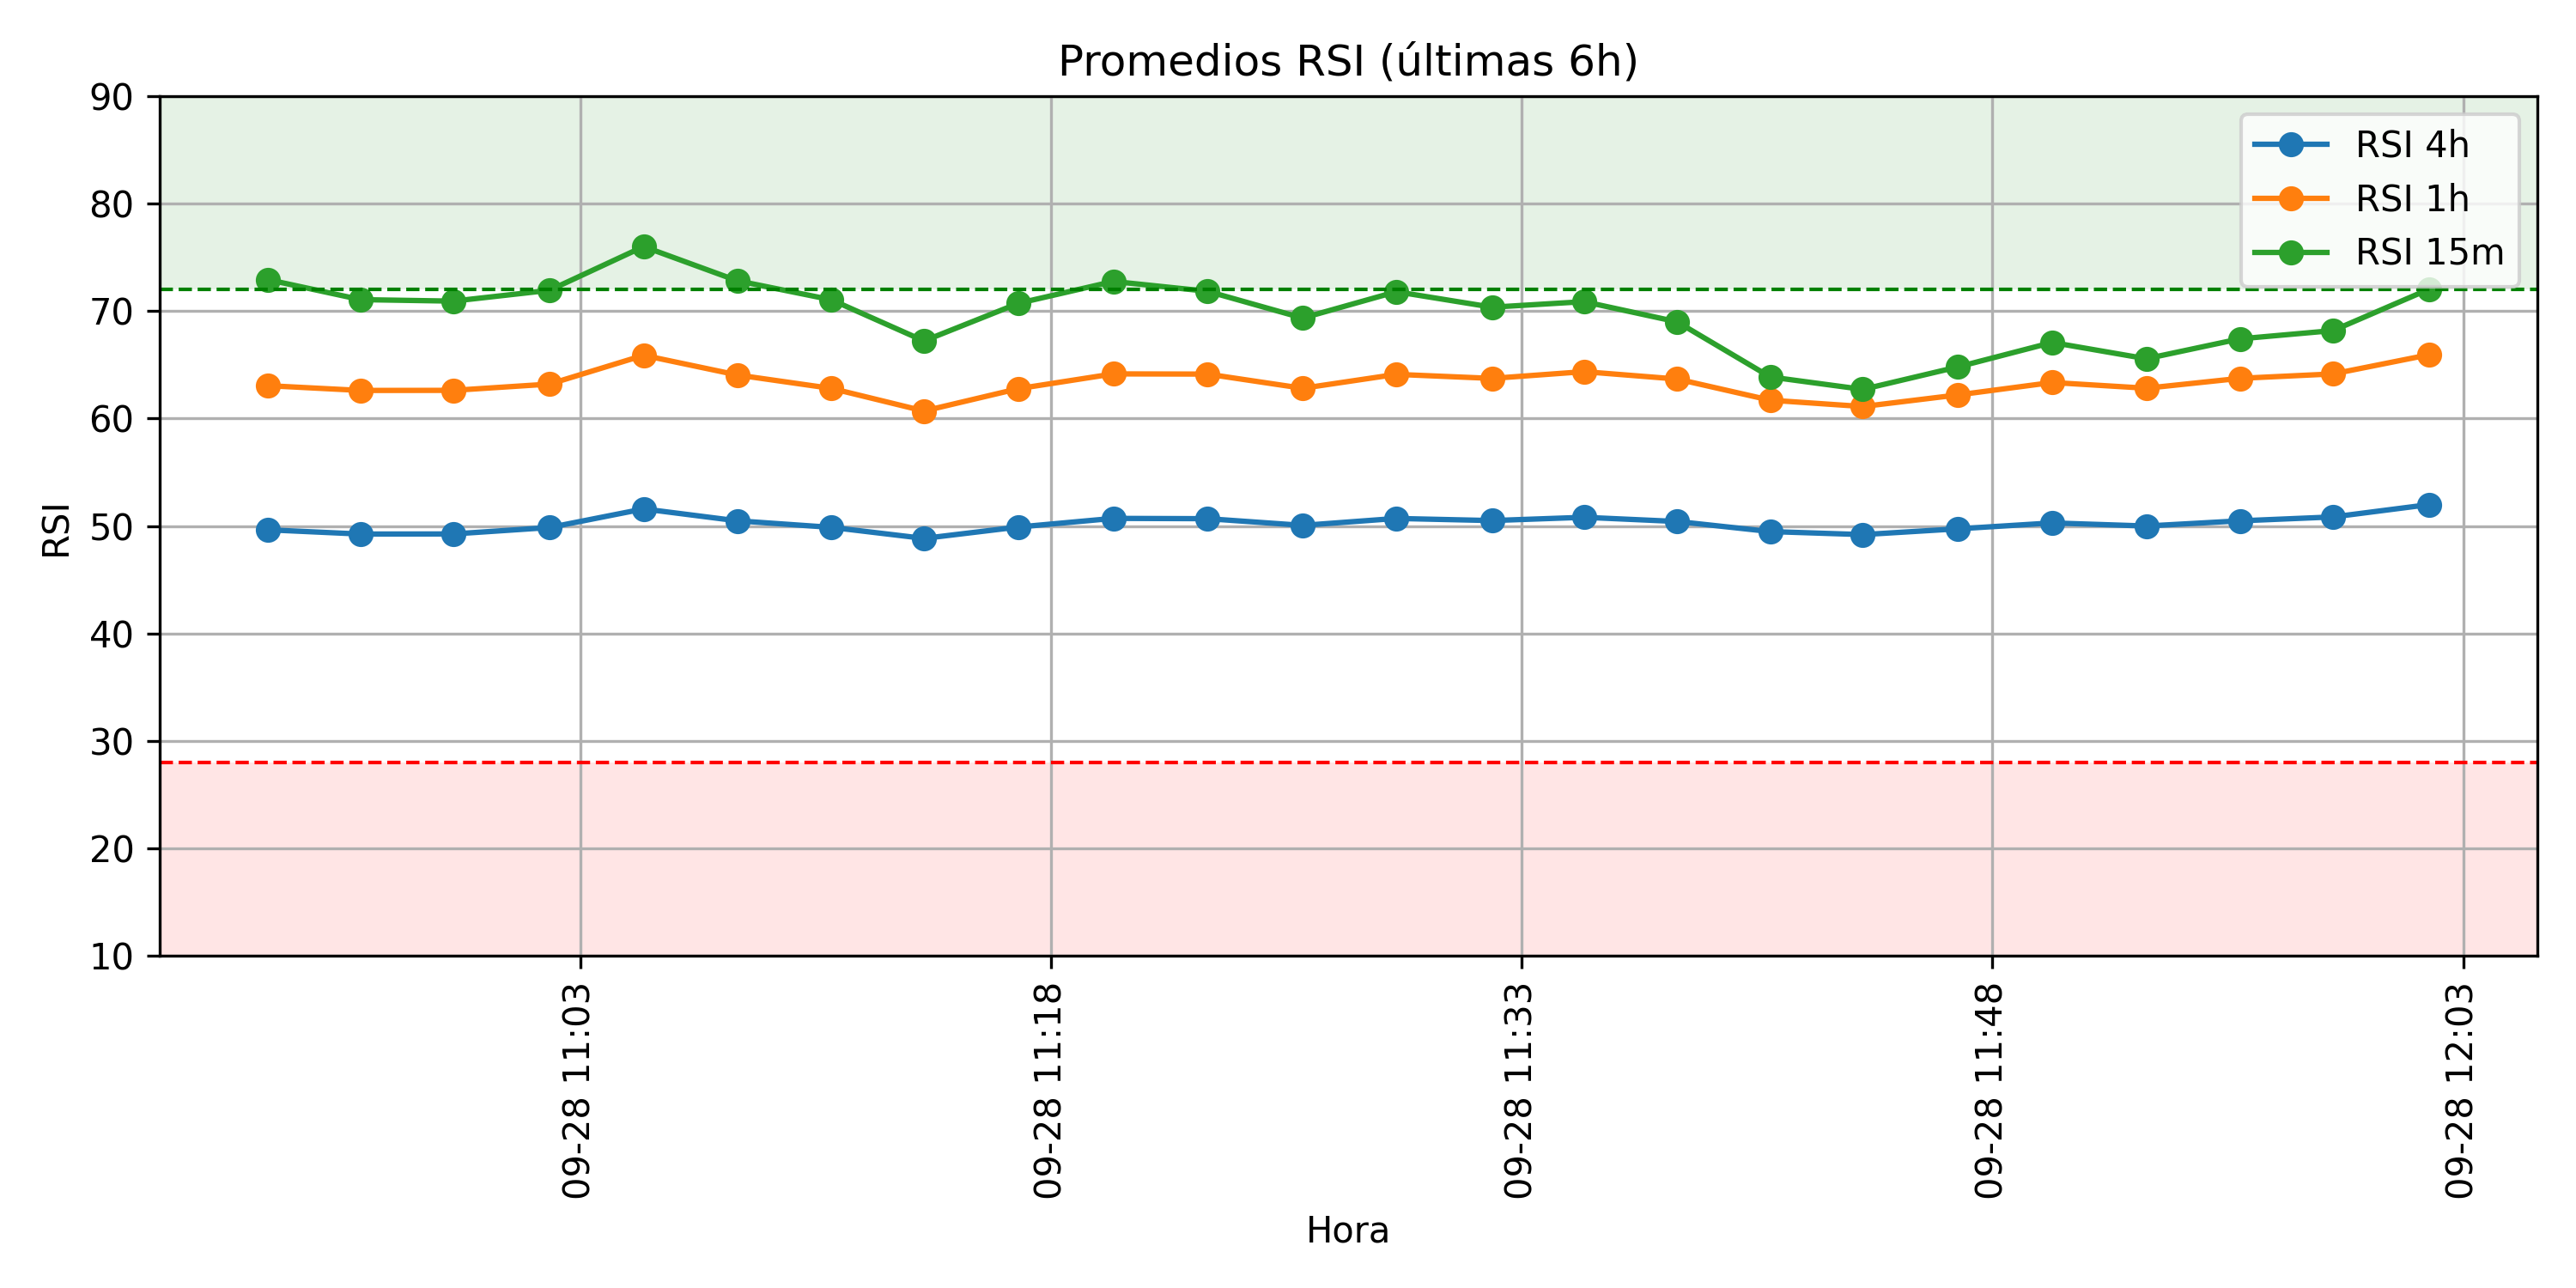 Promedios RSI (últimas 6h)
90
80
70
60
50
40
30
20
10
RSI
RSI 4h
RSI 1h
RSI 15m
09-28 11:03
09-28 11:18
09-28 11:33
09-28 11:48
09-28 12:03
Hora